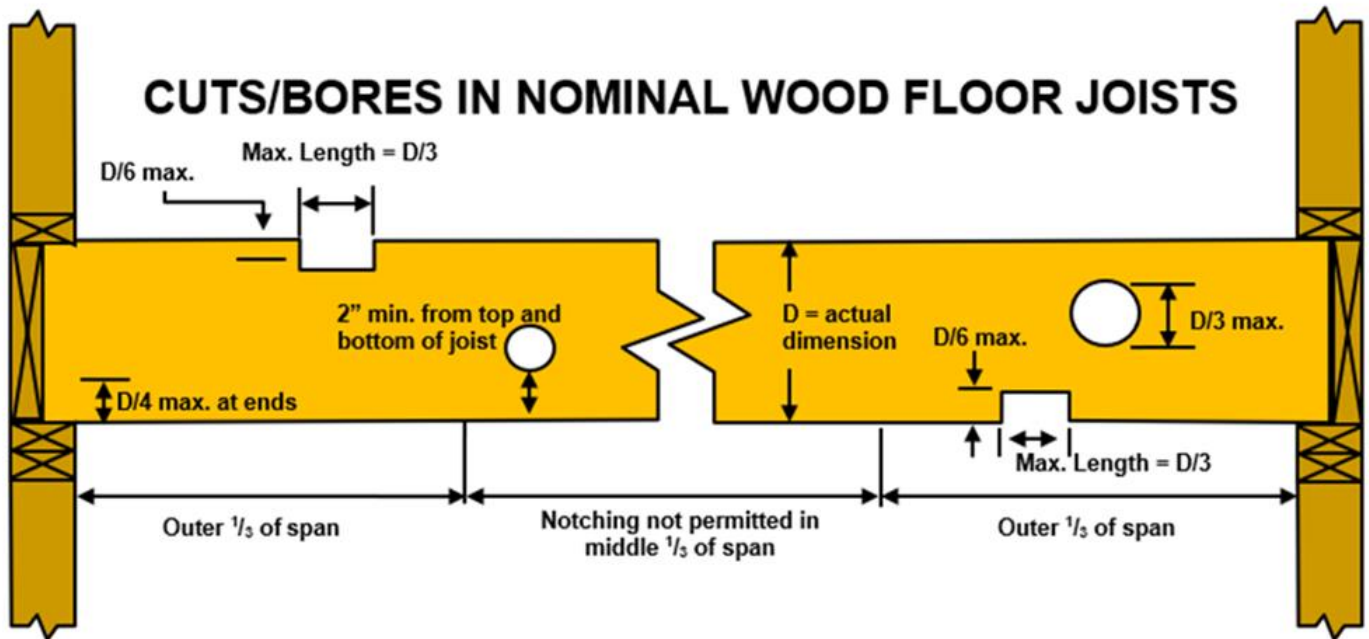 CUTS/BORES IN NOMINAL WOOD FLOOR JOISTS
Max. Length = D/3
D/6 max.
2” min. from top and
bottom of joist
D = actual
dimension
D/6 max.
D/3 max.
D/4 max. at ends
Max. Length = D/3
Outer 1/3 of span
Notching not permitted in
middle 1/3 of span
Outer 1/3 of span